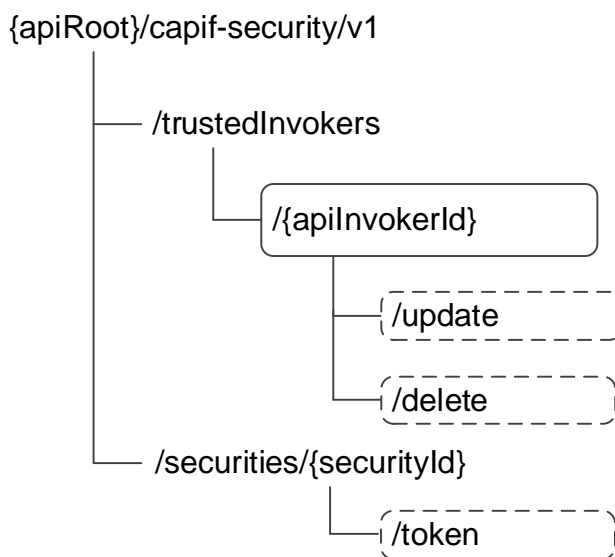 {apiRoot}/capif-security/v1
/trustedInvokers
/{apiInvokerId}
/update
/delete
/securities/{securityId}
/token